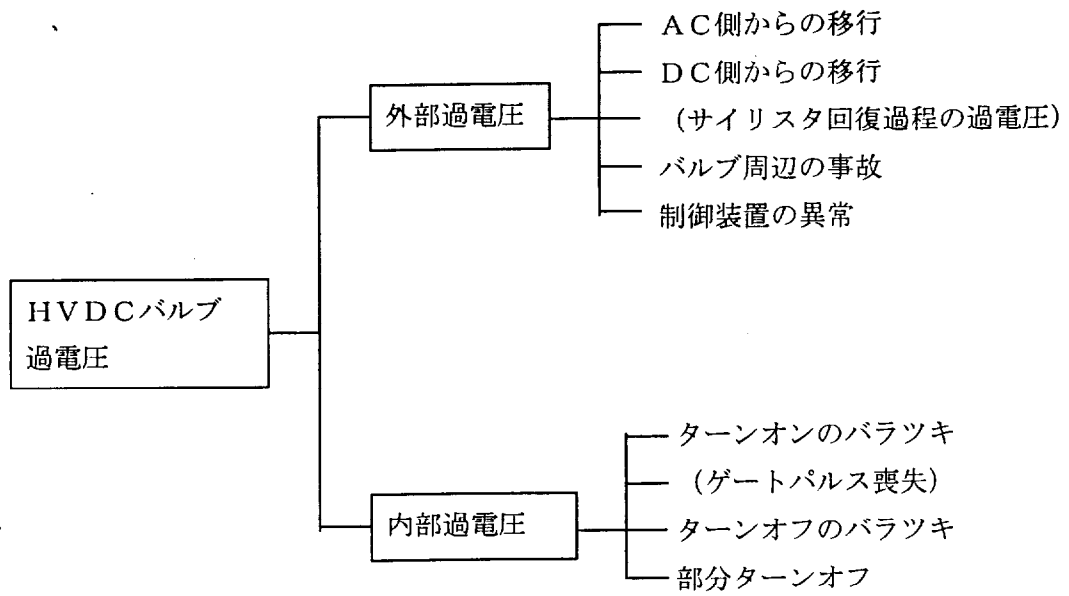 AC側からの移行
DC側からの移行
外部過電圧
(サイリスタ回復過程の過電圧)
バルブ周辺の事故
制御装置の異常
HVDCバルブ
過電圧
ターンオンのバラツキ
(ゲートパルス喪失)
内部過電圧
ターンオフのバラツキ
部分ターンオフ